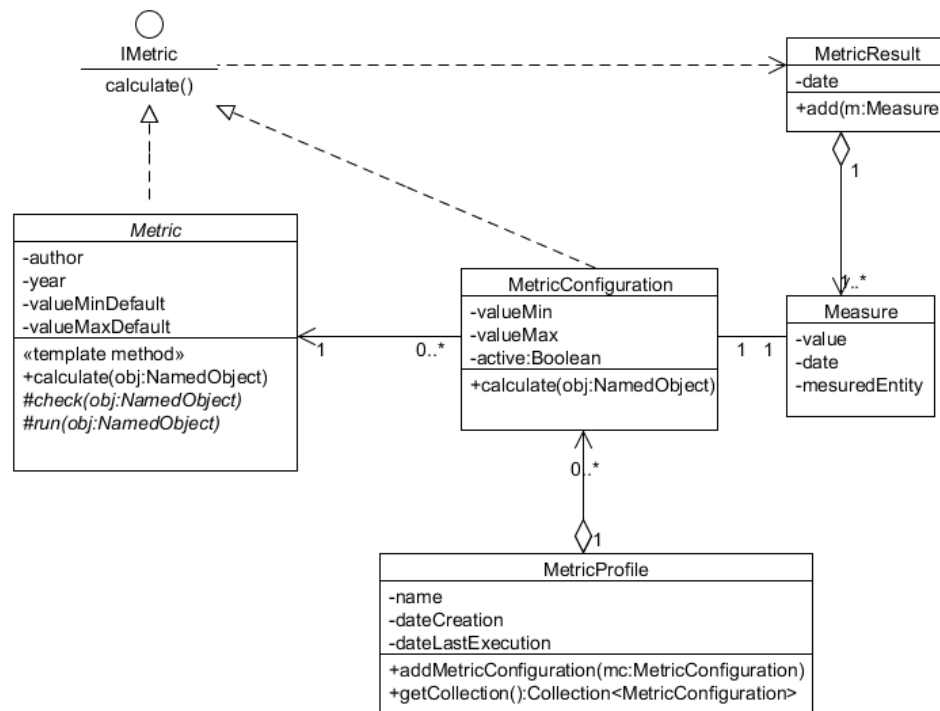 IMetric
calculate()
MetricResult
-date
+add(m:Measure
1
Metric
-author
-year
-valueMinDefault
-valueMaxDefault
«template method»
+calculate(obj:NamedObject)
#check(obj:NamedObject)
#run(obj:NamedObject)
1
0..*
MetricConfiguration
-valueMin
-valueMax
-active:Boolean
+calculate(obj:NamedObject)
1
1
1..*
Measure
-value
-date
-mesuredEntity
0..*
1
MetricProfile
-name
-dateCreation
-dateLastExecution
+addMetricConfiguration(mc:MetricConfiguration)
+getCollection():Collection<MetricConfiguration>